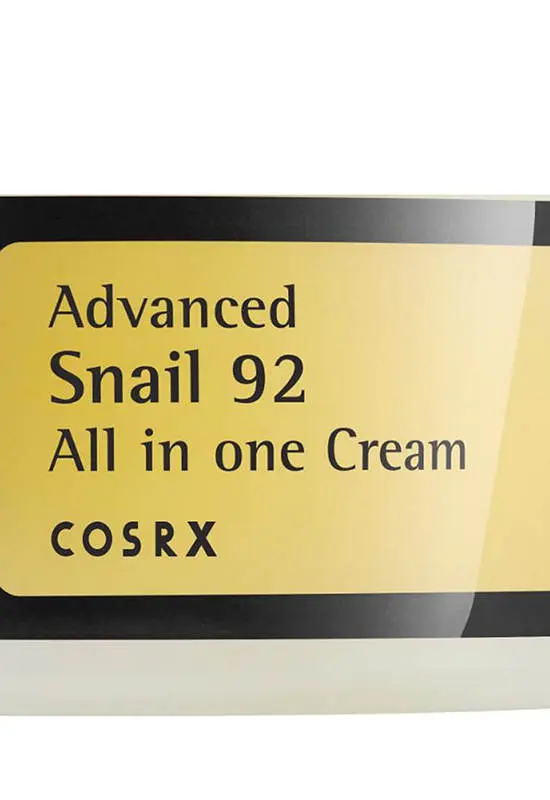 Advanced
Snail 92
All in one Cream
COSRX